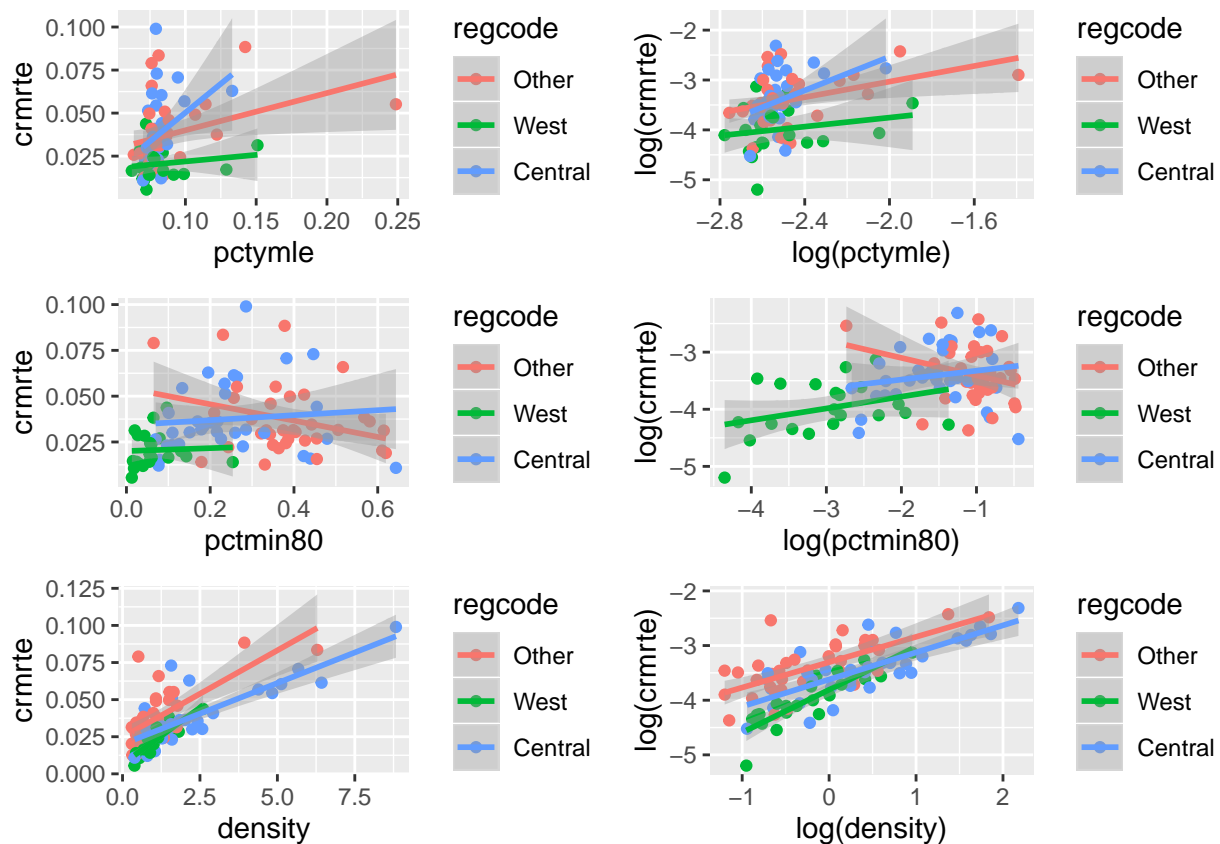 crmrte
0.100
0.075
0.050
0.025
0.10 0.15 0.20 0.25
pctymle
regcode
Other
West
Central
log(crmrte)
−2
−3
−4
−5
−2.8 −2.4 −2.0 −1.6
log(pctymle)
regcode
Other
West
Central
crmrte
0.100
0.075
0.050
0.025
0.0 0.2 0.4 0.6
pctmin80
regcode
Other
West
Central
log(crmrte)
−3
−4
−5
−4 −3 −2 −1
log(pctmin80)
regcode
Other
West
Central
crmrte
0.125
0.100
0.075
0.050
0.025
0.000
0.0 2.5 5.0 7.5
density
regcode
Other
West
Central
log(crmrte)
−2
−3
−4
−5
−1 0 1 2
log(density)
regcode
Other
West
Central